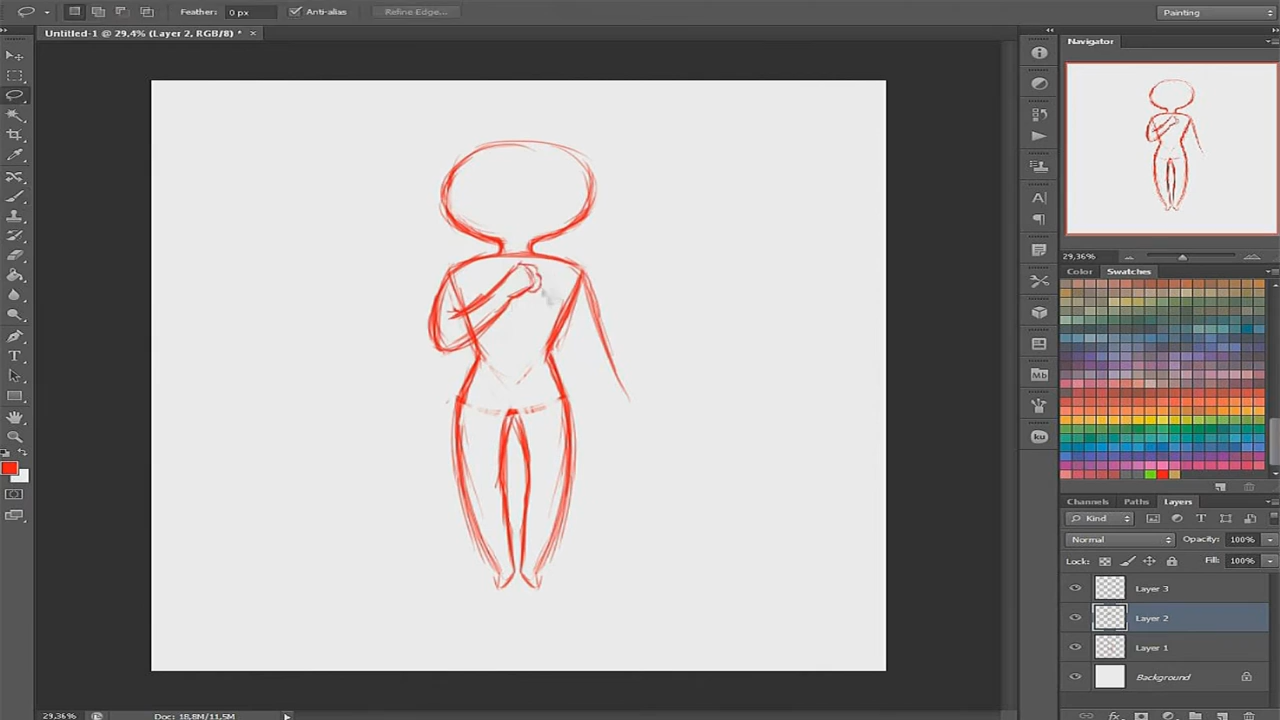 Feather: 0 px Anti-alias Refine Edge... Painting
Untitled-1 @ 29,4% (Layer 2, RGB/8) * ×
Navigator
29,36%
Color Swatches
Mb
ku
Channels Paths Layers
Kind
Normal Opacity: 100%
Lock: Fill: 100%
Layer 3
Layer 2
Layer 1
Background
29,36% Doc: 18,8M/11,5M